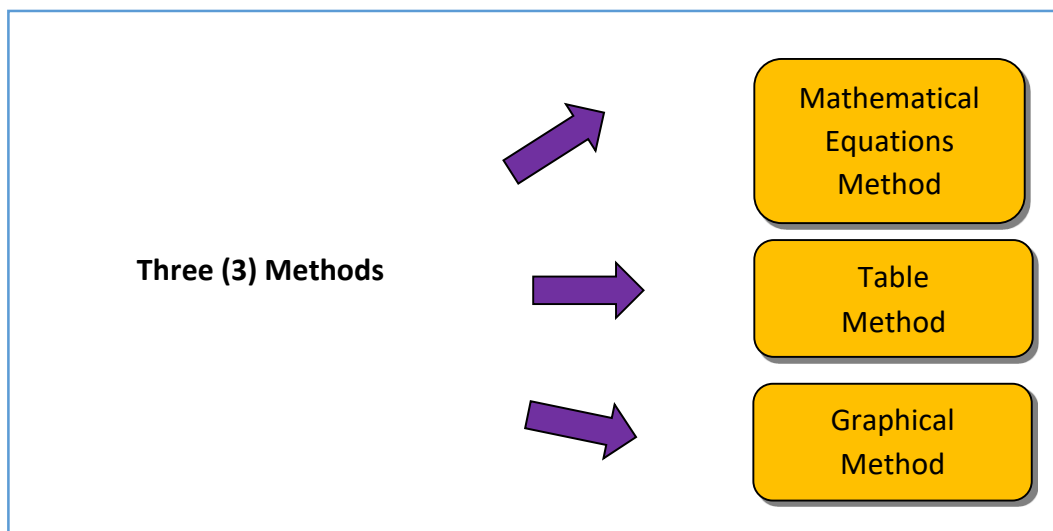 Three (3) Methods
Mathematical
Equations
Method
Table
Method
Graphical
Method